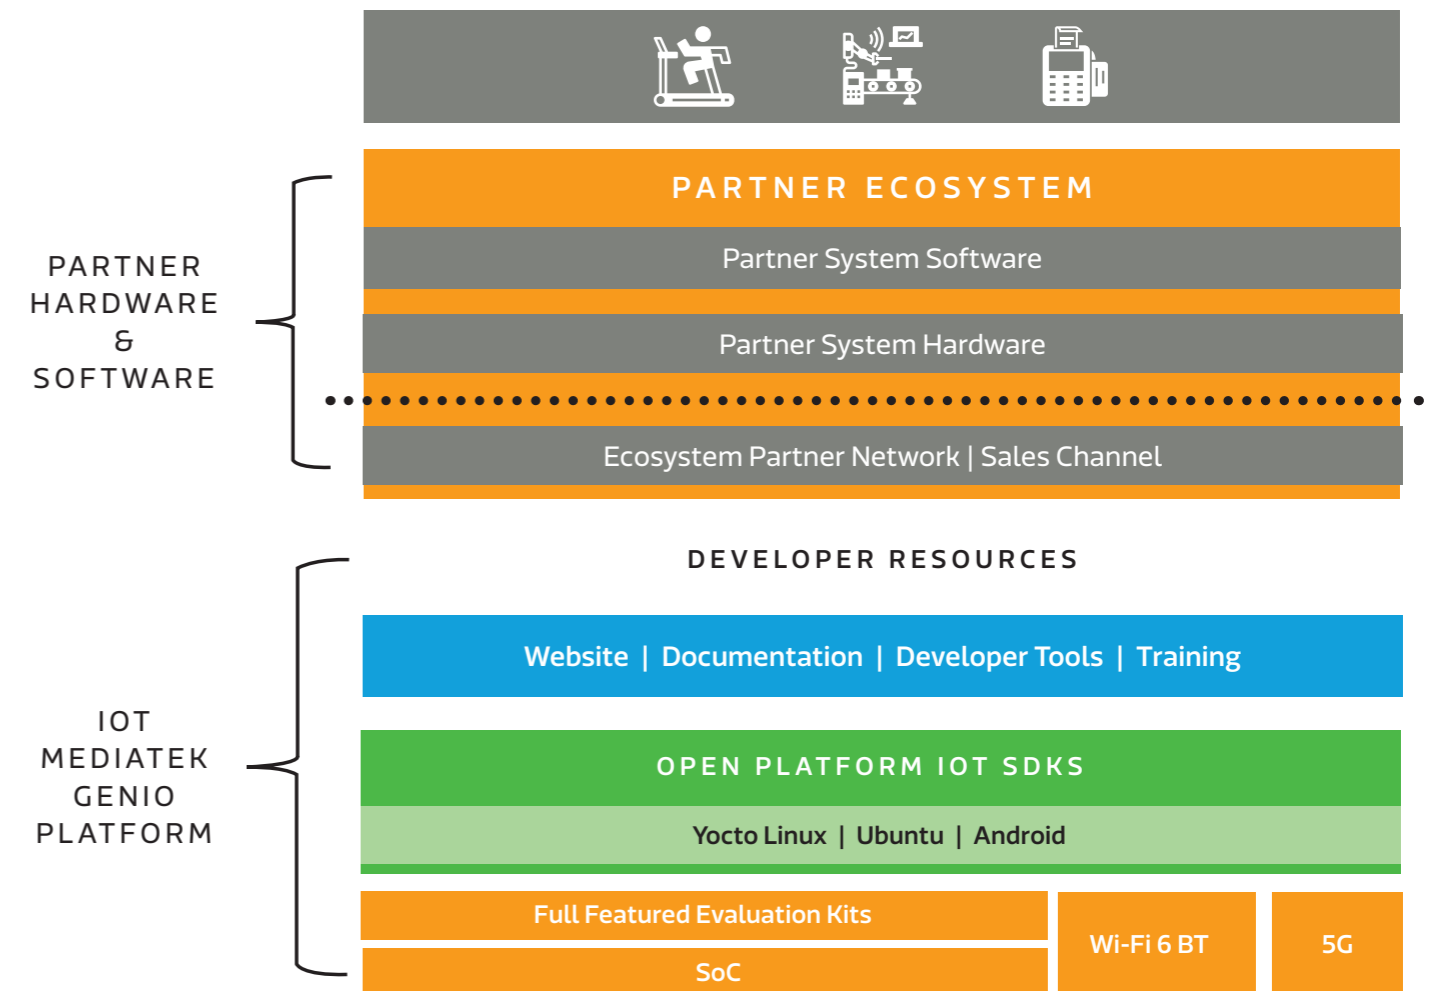 PARTNER ECOSYSTEM
Partner System Software
PARTNER
HARDWARE
&
SOFTWARE
Partner System Hardware
Ecosystem Partner Network | Sales Channel
DEVELOPER RESOURCES
Website | Documentation | Developer Tools | Training
IOT
MEDIATEK
GENIO
PLATFORM
OPEN PLATFORM IOT SDKS
Yocto Linux | Ubuntu | Android
Full Featured Evaluation Kits
SoC
Wi-Fi 6 BT
5G